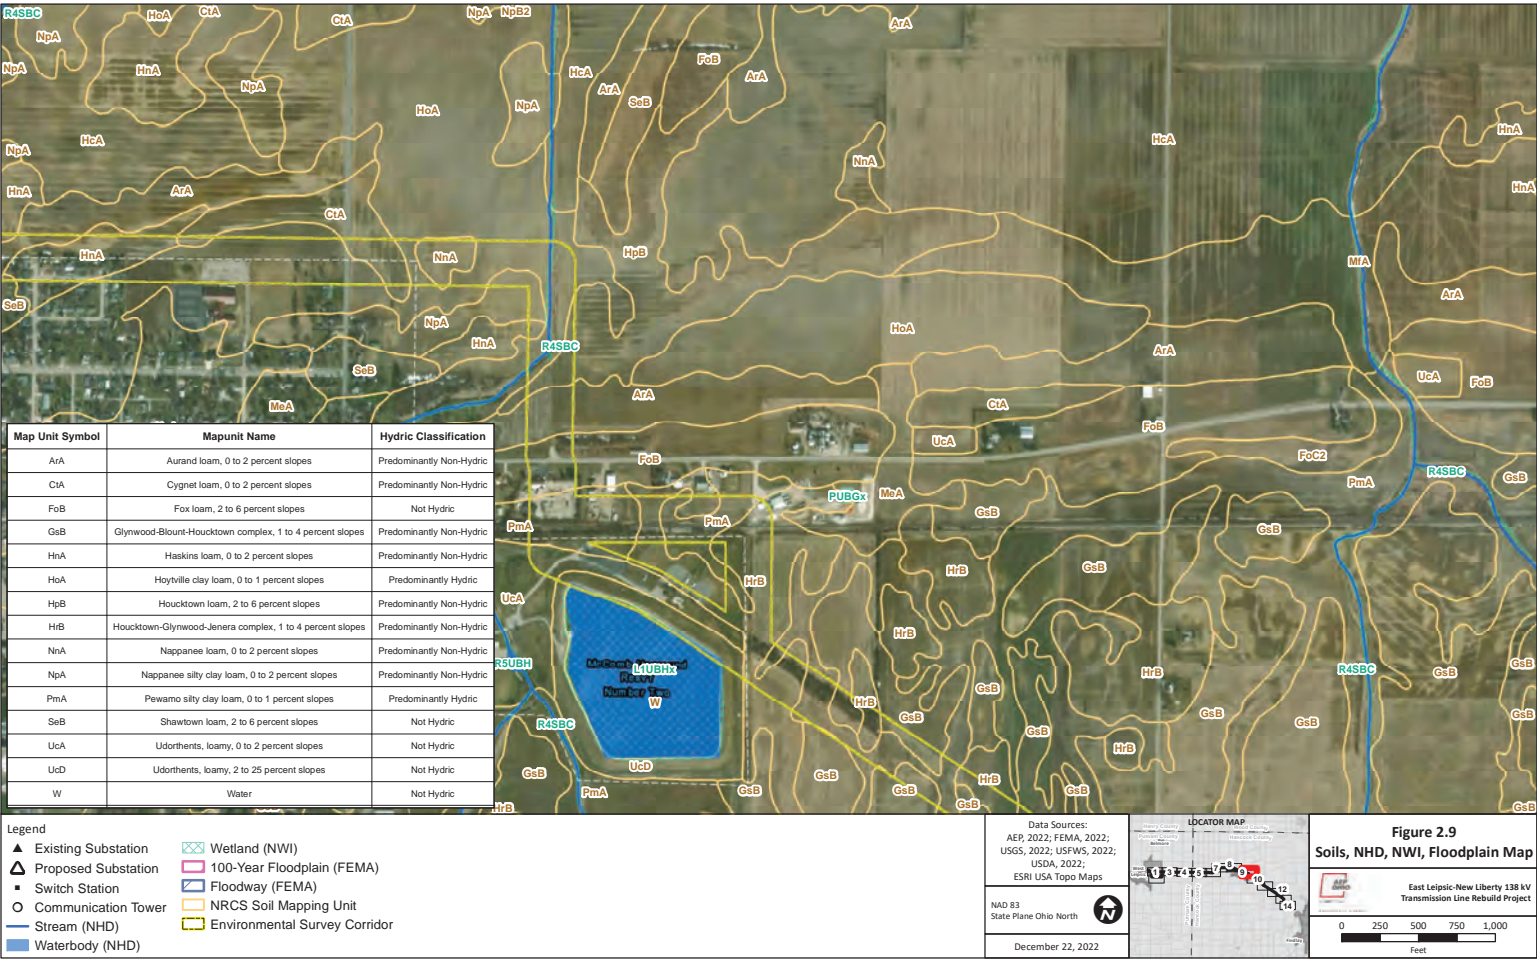 R4SBC
HoA
CtA
CtA
NpA
NpB2
ArA
NpA
NpA
HnA
NpA
HoA
NpA
HcA
ArA
SeB
FoB
ArA
HcA
HnA
HcA
NpA
NnA
HnA
ArA
HnA
CtA
HnA
NnA
HpB
MfA
SeB
ArA
NpA
HoA
HnA
R4SBC
ArA
SeB
UcA
FoB
MeA
ArA
CtA
FoB
UcA
FoB
FoC2
R4SBC
GsB
PmA
PUBGx
MeA
PmA
PmA
GsB
GsB
HrB
HrB
GsB
UcA
HrB
R5UBH
L1UBHx
Number Two
W
R4SBC
GsB
GsB
HrB
GsB
HrB
GsB
GsB
GsB
GsB
R4SBC
GsB
HrB
GsB
UcD
GsB
PmA
GsB
GsB
GsB
GsB
HrB
GsB
HrB
GsB
Map Unit Symbol Mapunit Name Hydric Classification
ArA Aurand loam, 0 to 2 percent slopes Predominantly Non-Hydric
CtA Cygnet loam, 0 to 2 percent slopes Predominantly Non-Hydric
FoB Fox loam, 2 to 6 percent slopes Not Hydric
GsB Glynwood-Blount-Houcktown complex, 1 to 4 percent slopes Predominantly Non-Hydric
HnA Haskins loam, 0 to 2 percent slopes Predominantly Non-Hydric
HoA Hoytville clay loam, 0 to 1 percent slopes Predominantly Hydric
HpB Houcktown loam, 2 to 6 percent slopes Predominantly Non-Hydric
HrB Houcktown-Glynwood-Jenera complex, 1 to 4 percent slopes Predominantly Non-Hydric
NnA Nappanee loam, 0 to 2 percent slopes Predominantly Non-Hydric
NpA Nappanee silty clay loam, 0 to 2 percent slopes Predominantly Non-Hydric
PmA Pewamo silty clay loam, 0 to 1 percent slopes Predominantly Hydric
SeB Shawtown loam, 2 to 6 percent slopes Not Hydric
UcA Udorthents, loamy, 0 to 2 percent slopes Not Hydric
UcD Udorthents, loamy, 2 to 25 percent slopes Not Hydric
W Water Not Hydric
Legend
Existing Substation
Proposed Substation
Switch Station
Communication Tower
Stream (NHD)
Waterbody (NHD)
Wetland (NWI)
100-Year Floodplain (FEMA)
Floodway (FEMA)
NRCS Soil Mapping Unit
Environmental Survey Corridor
Data Sources:
AEP, 2022; FEMA, 2022;
USGS, 2022; USFWS, 2022;
USDA, 2022;
ESRI USA Topo Maps
NAD 83
State Plane Ohio North
N
December 22, 2022
LOCATOR MAP
1 3 4 5 7 8 9 10 12 14
Figure 2.9
Soils, NHD, NWI, Floodplain Map
AEP OHIO
East Leipsic-New Liberty 138 kV
Transmission Line Rebuild Project
0 250 500 750 1,000
Feet